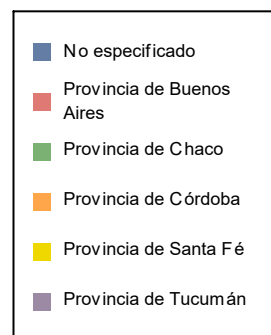 No especificado
Provincia de Buenos
Aires
Provincia de Chaco
Provincia de Córdoba
Provincia de Santa Fé
Provincia de Tucumán